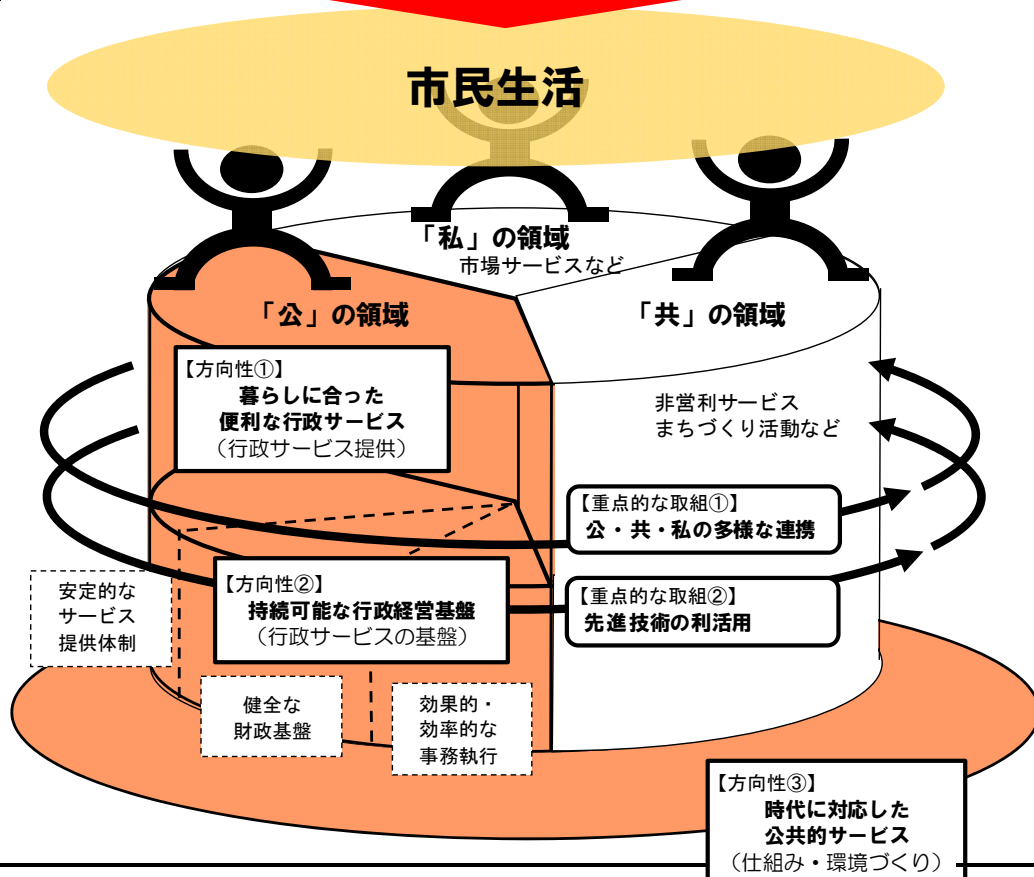 市民生活
「私」の領域
市場サービスなど
「公」の領域
「共」の領域
【方向性①】
暮らしに合った
便利な行政サービス
（行政サービス提供）
非営利サービス
まちづくり活動など
【重点的な取組①】
公・共・私の多様な連携
【方向性②】
持続可能な行政経営基盤
（行政サービスの基盤）
【重点的な取組②】
先進技術の利活用
安定的な
サービス
提供体制
健全な
財政基盤
効果的・
効率的な
事務執行
【方向性③】
時代に対応した
公共的サービス
（仕組み・環境づくり）